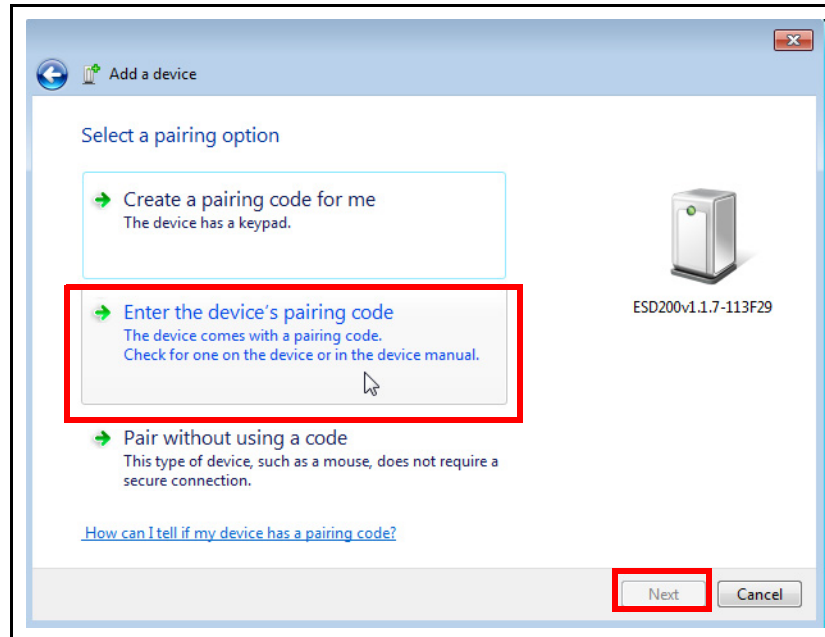 Add a device
Select a pairing option
Create a pairing code for me
The device has a keypad.
Enter the device's pairing code
The device comes with a pairing code.
Check for one on the device or in the device manual.
ESD200v1.1.7-113F29
Pair without using a code
This type of device, such as a mouse, does not require a
secure connection.
How can I tell if my device has a pairing code?
Next
Cancel